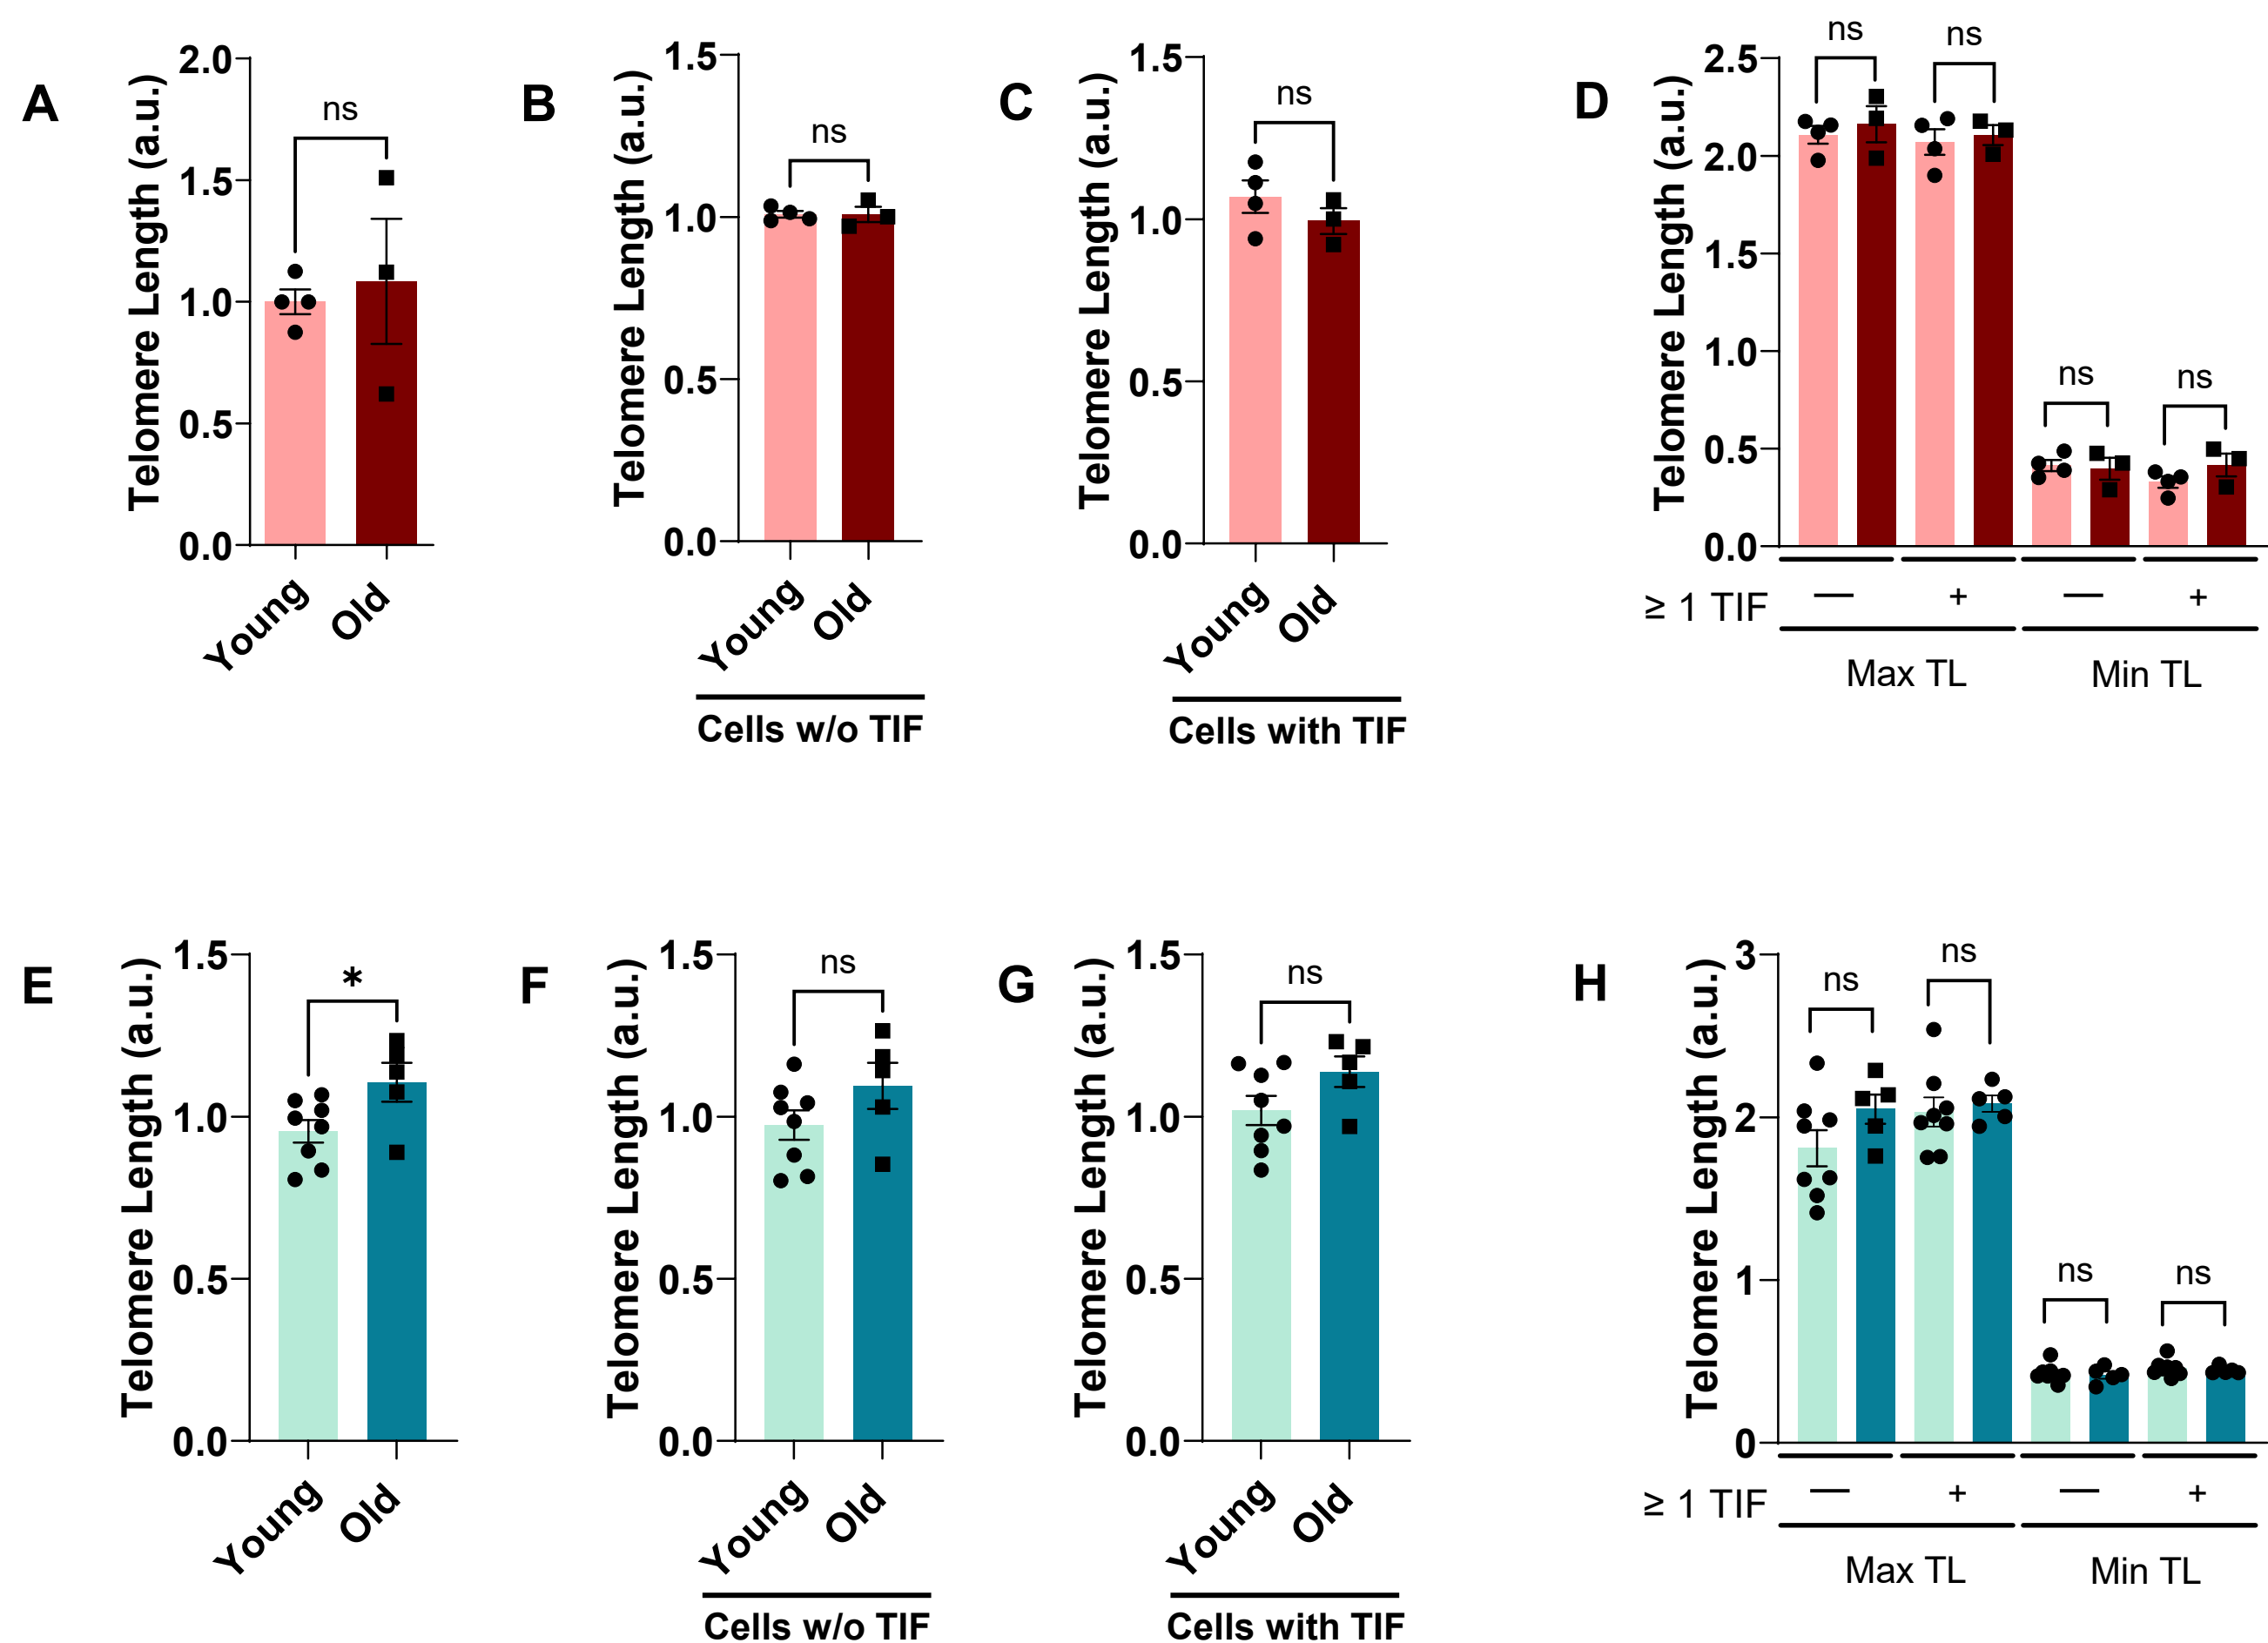 A
Telomere Length (a.u.)
2.0
1.5
1.0
0.5
0.0
ns
Young
Old
B
Telomere Length (a.u.)
1.5
1.0
0.5
0.0
ns
Young
Old
Cells w/o TIF
C
Telomere Length (a.u.)
1.5
1.0
0.5
0.0
ns
Young
Old
Cells with TIF
D
Telomere Length (a.u.)
2.5
2.0
1.5
1.0
0.5
0.0
ns
ns
ns
ns
≥ 1 TIF — + — +
Max TL
Min TL
E
Telomere Length (a.u.)
1.5
1.0
0.5
0.0
*
Young
Old
F
Telomere Length (a.u.)
1.5
1.0
0.5
0.0
ns
Young
Old
Cells w/o TIF
G
Telomere Length (a.u.)
1.5
1.0
0.5
0.0
ns
Young
Old
Cells with TIF
H
Telomere Length (a.u.)
3
2
1
0
ns
ns
ns
ns
≥ 1 TIF — + — +
Max TL
Min TL